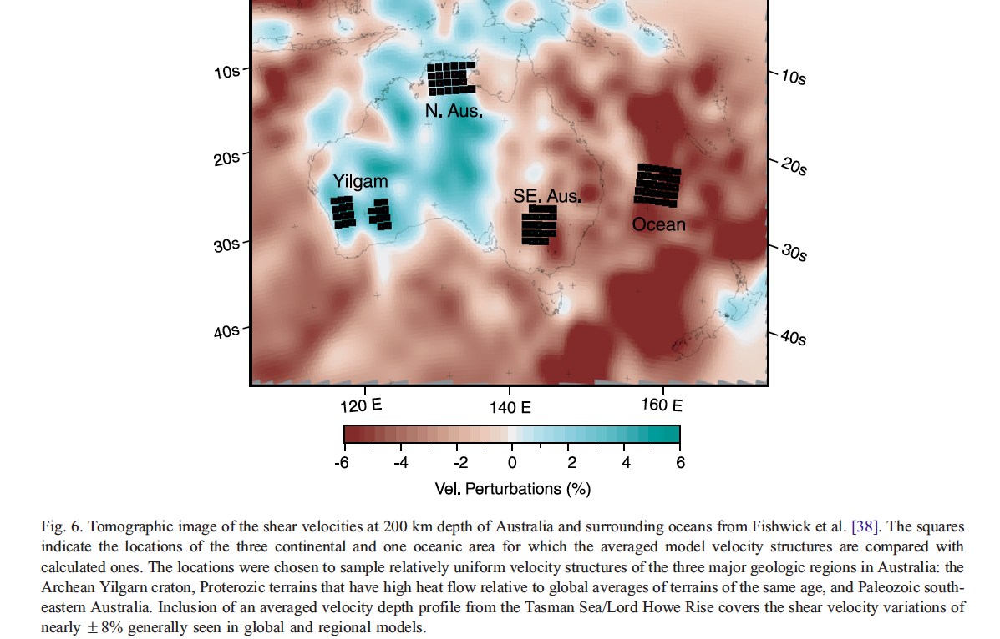 10s
10s
N. Aus.
20s
20s
Yilgam
SE. Aus.
Ocean
30s
30s
40s
40s
120 E
140 E
160 E
-6
-4
-2
0
2
4
6
Vel. Perturbations (%)
Fig. 6. Tomographic image of the shear velocities at 200 km depth of Australia and surrounding oceans from Fishwick et al. [38]. The squares
indicate the locations of the three continental and one oceanic area for which the averaged model velocity structures are compared with
calculated ones. The locations were chosen to sample relatively uniform velocity structures of the three major geologic regions in Australia: the
Archean Yilgarn craton, Proterozic terrains that have high heat flow relative to global averages of terrains of the same age, and Paleozoic south-
eastern Australia. Inclusion of an averaged velocity depth profile from the Tasman Sea/Lord Howe Rise covers the shear velocity variations of
nearly ±8% generally seen in global and regional models.